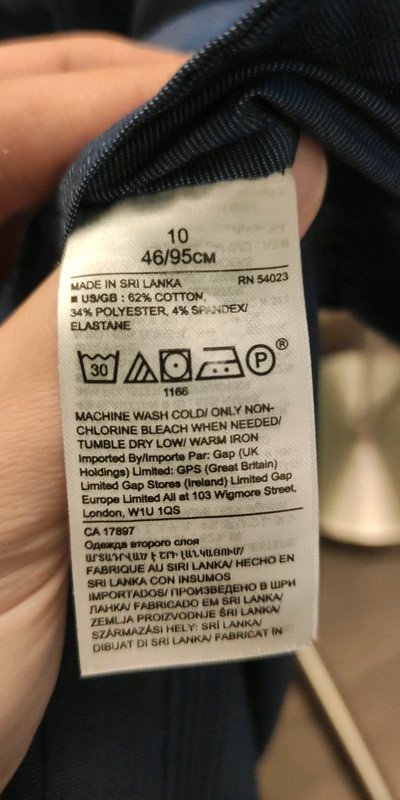 10
46/95CM
MADE IN SRI LANKA RN 54023
■ US/GB : 62% COTTON,
34% POLYESTER, 4% SPANDEX/
ELASTANE
30 P ®
1166
MACHINE WASH COLD/ ONLY NON-
CHLORINE BLEACH WHEN NEEDED/
TUMBLE DRY LOW/ WARM IRON
Imported By/Importe Par: Gap (UK
Holdings) Limited: GPS (Great Britain)
Limited Gap Stores (Ireland) Limited Gap
Europe Limited All at 103 Wigmore Street,
London, W1U 1QS
CA 17897
Одежда второго слоя
ԱՐՏԱԴՐՎԱԾ Է ՇՐԻ ԼԱՆԿԱՅՈՒՄ/
FABRIQUE AU SIRI LANKA/ HECHO EN
SRI LANKA CON INSUMOS
IMPORTADOS/ ПРОИЗВЕДЕНО В ШРИ
ЛАНКА/ FABRICADO EM SRI LANKA/
ZEMLJA PROIZVODNJE ŠRI LANKA/
SZÁRMAZÁSI HELY: SRÍ LANKA/
DIBUAT DI SRI LANKA/ FABRICAT ÎN